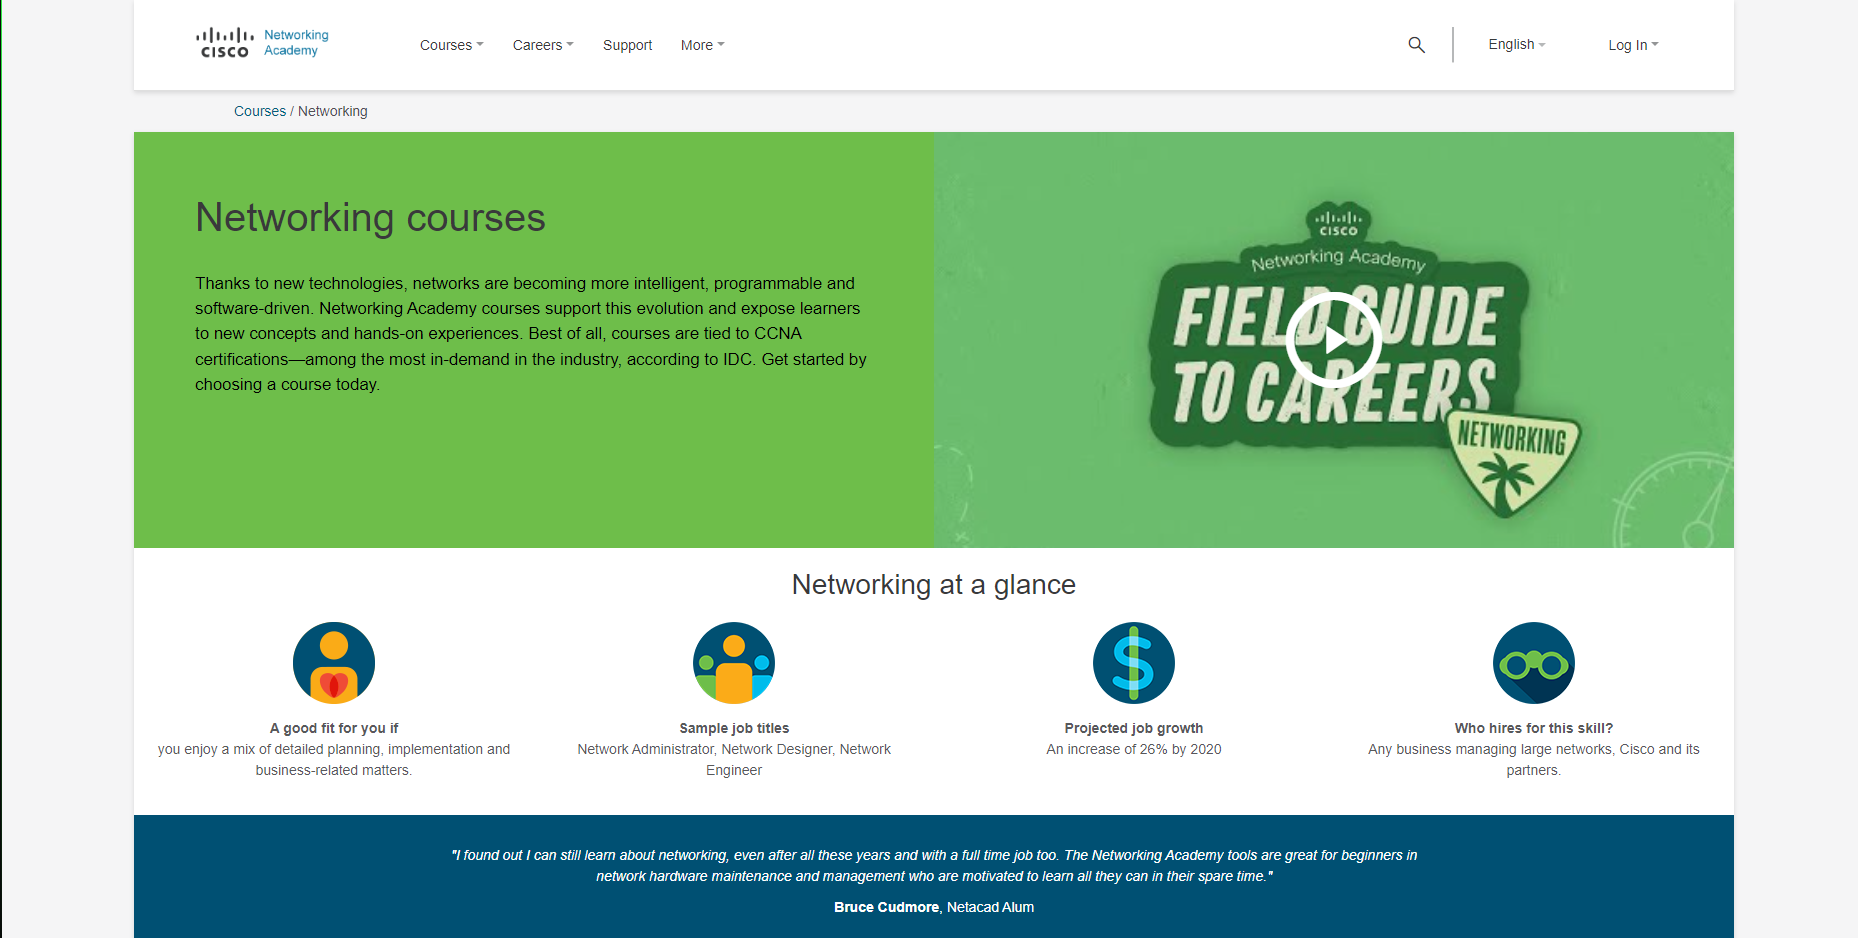 CISCO
Networking
Academy
Courses
Careers
Support
More
English
Log In
Courses / Networking
Networking courses
Thanks to new technologies, networks are becoming more intelligent, programmable and
software-driven. Networking Academy courses support this evolution and expose learners
to new concepts and hands-on experiences. Best of all, courses are tied to CCNA
certifications—among the most in-demand in the industry, according to IDC. Get started by
choosing a course today.
CISCO
Networking Academy
FIELD GUIDE
TO CAREERS
NETWORKING
Networking at a glance
A good fit for you if
you enjoy a mix of detailed planning, implementation and
business-related matters.
Sample job titles
Network Administrator, Network Designer, Network
Engineer
Projected job growth
An increase of 26% by 2020
Who hires for this skill?
Any business managing large networks, Cisco and its
partners.
"I found out I can still learn about networking, even after all these years and with a full time job too. The Networking Academy tools are great for beginners in
network hardware maintenance and management who are motivated to learn all they can in their spare time."
Bruce Cudmore, Netacad Alum